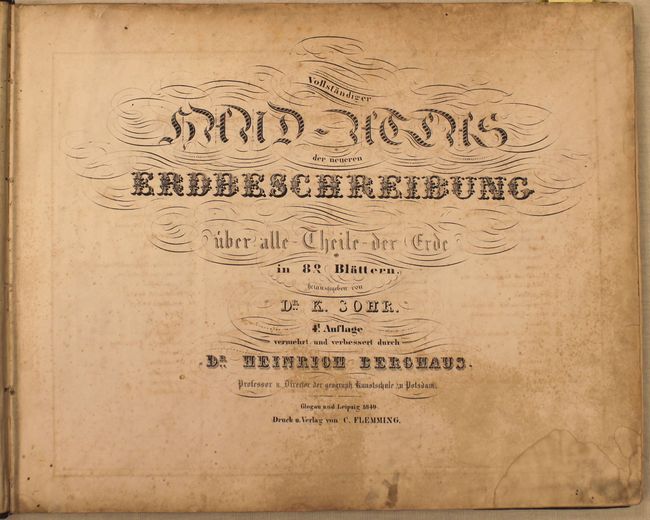 Vollständiger
HAND-ATLAS
der neueren
ERDBESCHREIBUNG
über alle Theile der Erde
in 82 Blättern.
herausgegeben von
DR. K. SOHR.
4e Auflage
vermehrt und verbessert durch
DR. HEINRICH BERGHAUS.
Professor u. Director der geograph. Kunstschule zu Potsdam.
Glogau und Leipzig 1849.
Druck u. Verlag von C. FLEMMING.